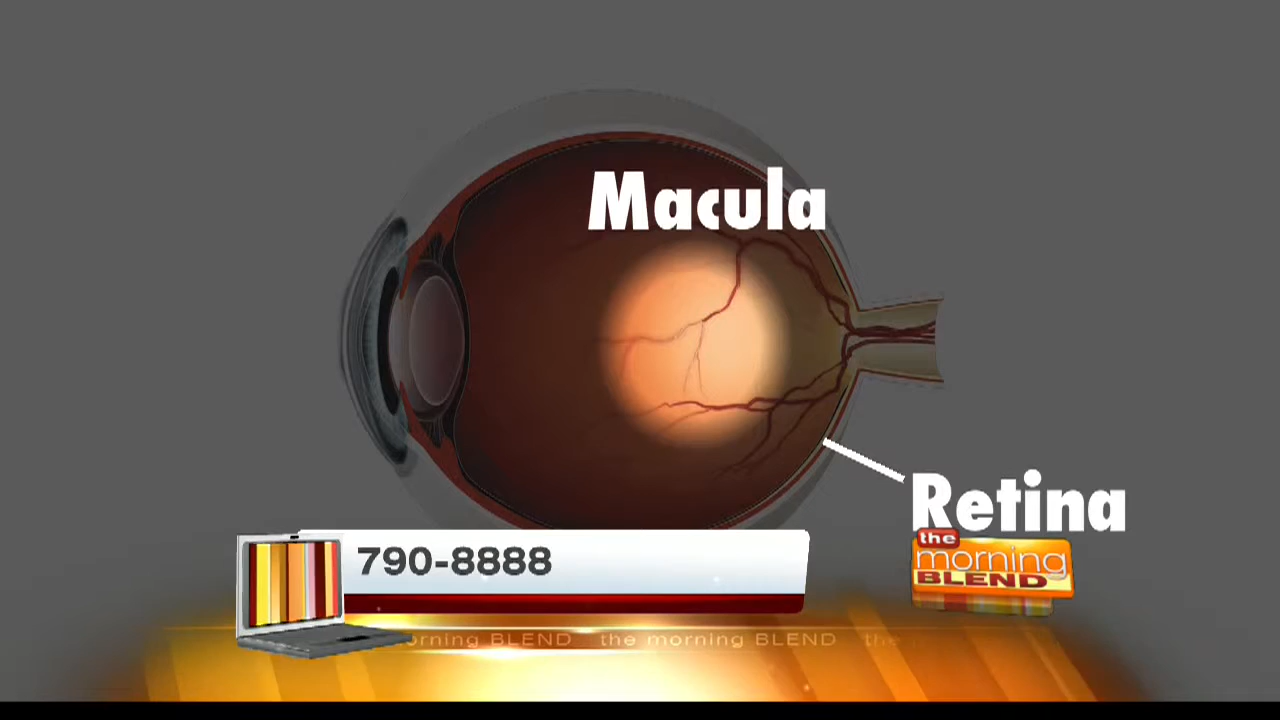 Macula
Retina
790-8888
the
morning
BLEND
orning BLEND the morning BLEND the